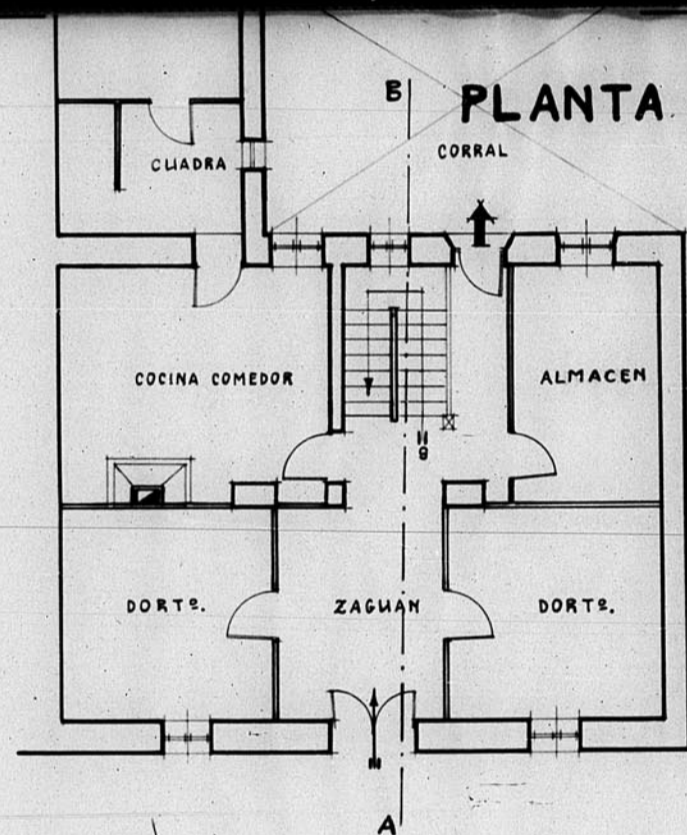 B
PLANTA
CORRAL
CUADRA
COCINA COMEDOR
ALMACEN
DORTº.
ZAGUAN
DORTº.
A